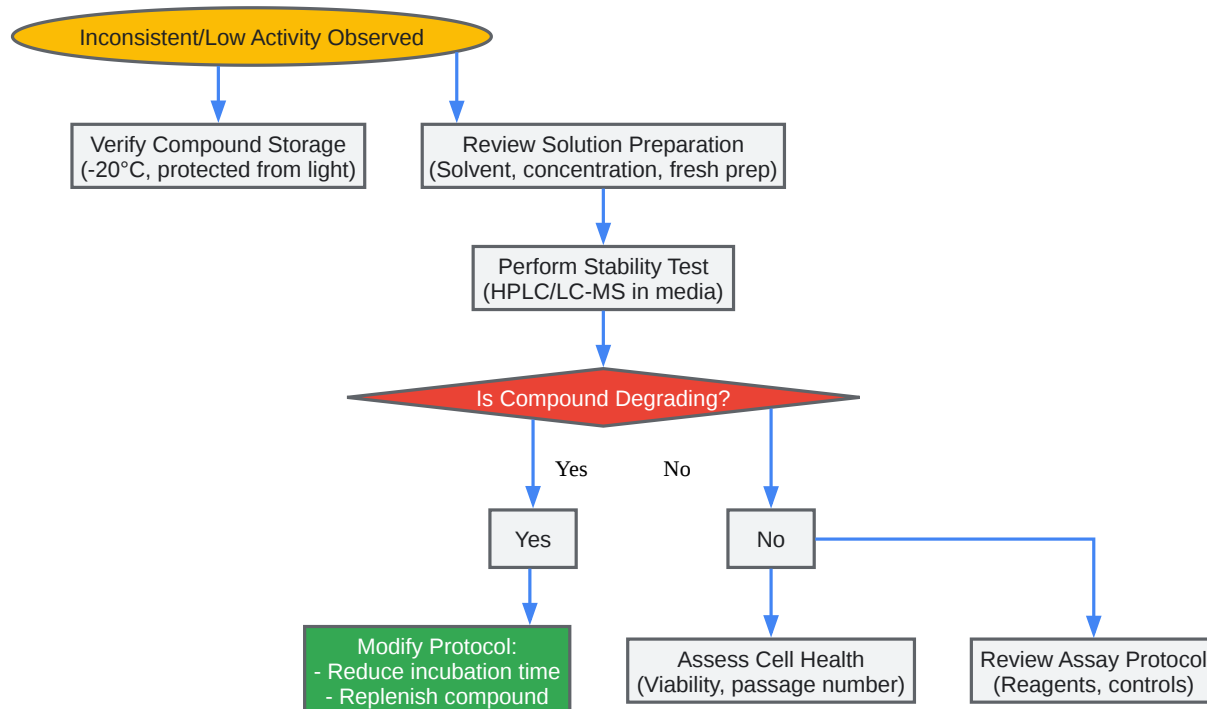 Inconsistent/Low Activity Observed
Verify Compound Storage
(-20°C, protected from light)
Review Solution Preparation
(Solvent, concentration, fresh prep)
Perform Stability Test
(HPLC/LC-MS in media)
Is Compound Degrading?
Yes
No
Yes
No
Modify Protocol:
- Reduce incubation time
- Replenish compound
Assess Cell Health
(Viability, passage number)
Review Assay Protocol
(Reagents, controls)